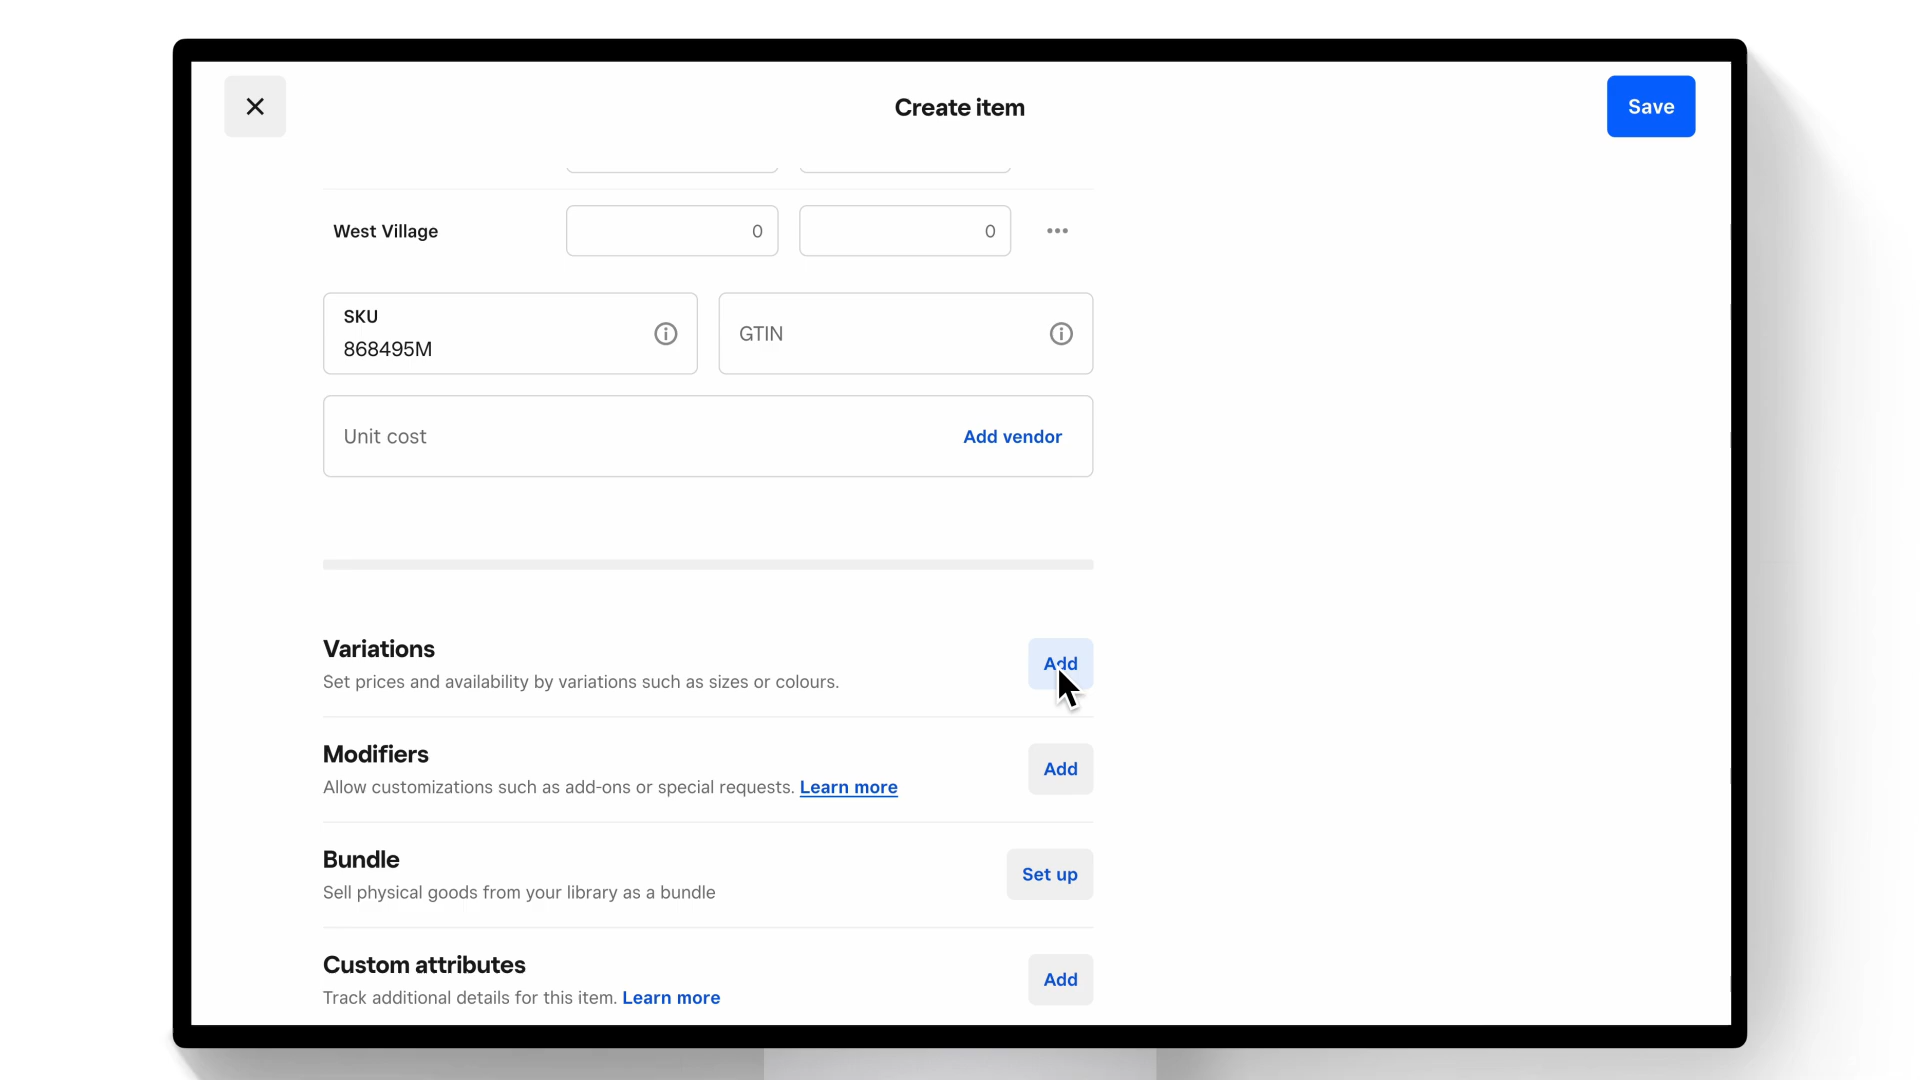 Create item
Save
West Village
0
0
SKU
868495M
GTIN
Unit cost
Add vendor
Variations
Set prices and availability by variations such as sizes or colours.
Add
Modifiers
Allow customizations such as add-ons or special requests. Learn more
Add
Bundle
Sell physical goods from your library as a bundle
Set up
Custom attributes
Track additional details for this item. Learn more
Add